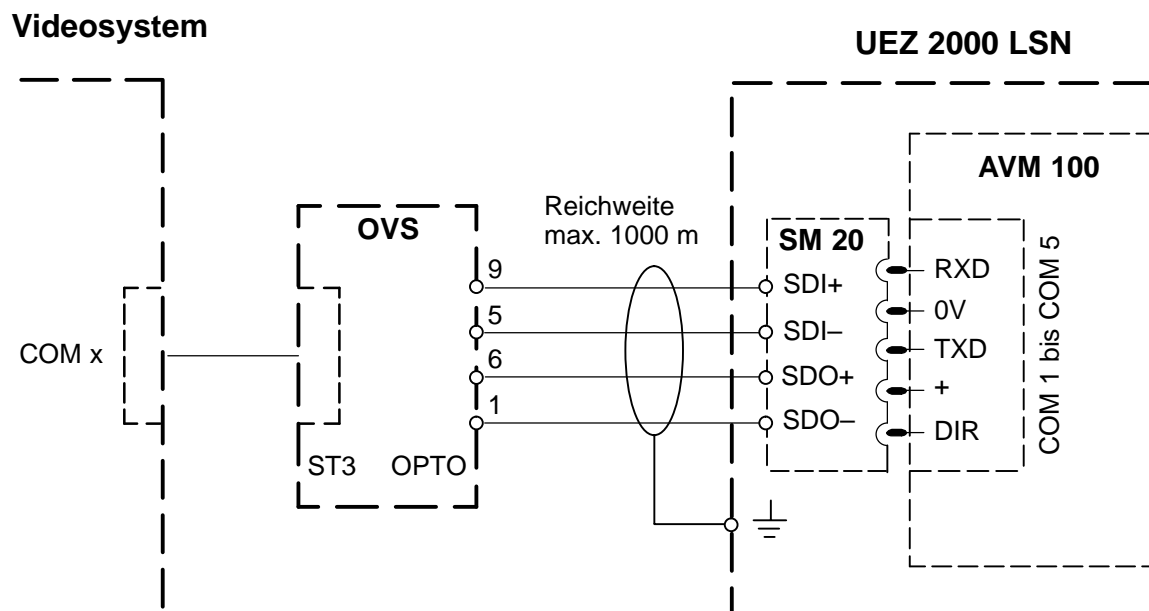 Videosystem
UEZ 2000 LSN
AVM 100
OVS
Reichweite
max. 1000 m
SM 20
9
SDI+
RXD
5
SDI–
0V
COM x
6
SDO+
TXD
1
SDO–
+
DIR
COM 1 bis COM 5
ST3
OPTO